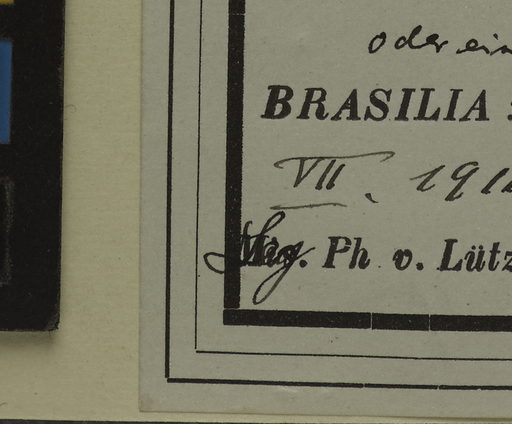 oder ein
BRASILIA :
VII. 191
Ph v. Lütz